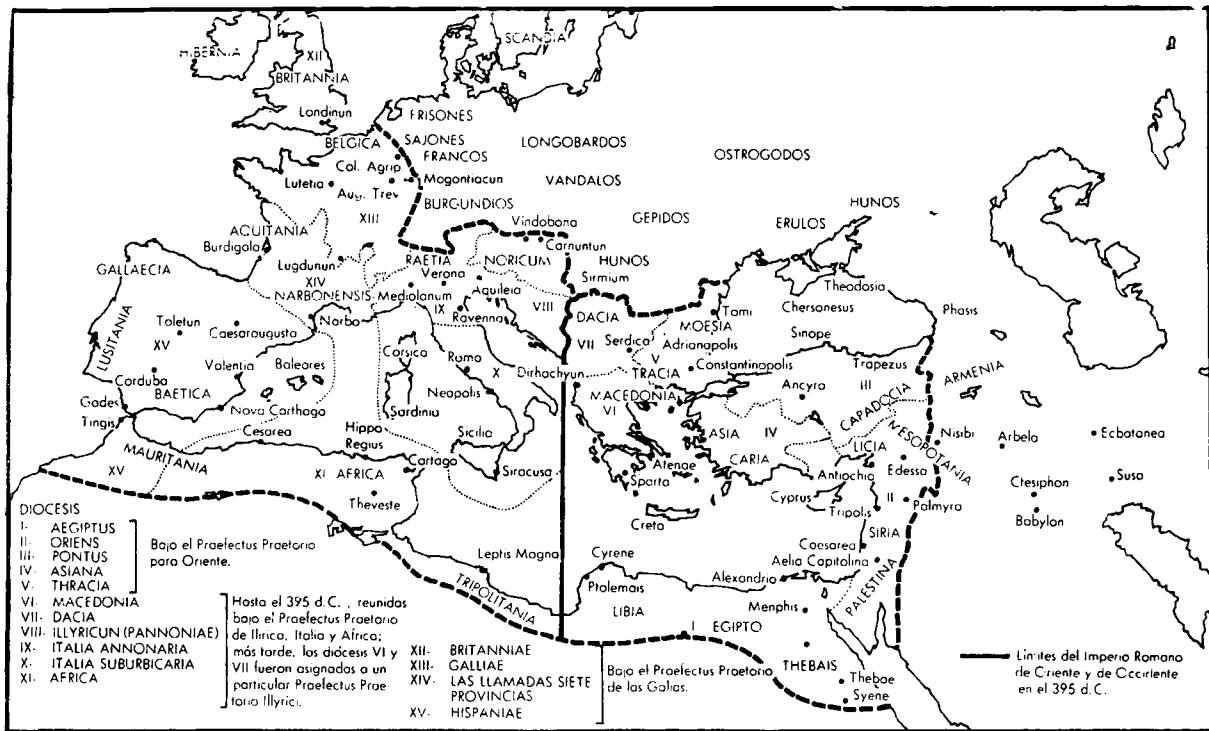 SCANDIA
HIBERNIA
XII
BRITANNIA
Londinun
FRISONES
BELGICA
SAJONES
LONGOBARDOS
FRANCOS
OSTROGODOS
Col. Agrip.
Lutetia
Mogontiacun
VANDALOS
Aug. Trev
BURGUNDIOS
HUNOS
XIII
Vindobona
GEPIDOS
ERULOS
ACUITANIA
Carnuntun
Burdigala
RAETIA
NORICUM
HUNOS
GALLAECIA
Lugdunun
Verona
Sirmium
XIV
Theodosia
NARBONENSIS
Mediolanum
Aquileia
VIII
Tomi
Chersonesus
IX
Ravenna
DACIA
MOESIA
Phasis
Toletun
Narbo
Caesaraugusta
VII
Serdica
Adrianapolis
Sinope
XV
LUSITANIA
Corsica
Roma
V
Constantinopolis
Trapezus
Valentia
Baleares
X
Dirhachyun
TRACIA
ARMENIA
Corduba
Neapolis
Ancyra
III
BAETICA
MACEDONIA
CAPADOCIA
Gades
Nova Carthago
Sardinia
VI
Tingis
Cesarea
Hippo
Regius
Sicilia
ASIA
IV
LICIA
MESOPOTANIA
Nisibi
Arbela
Ecbatanea
MAURITANIA
Cartago
Atenae
CARIA
Edessa
XV
XI
AFRICA
Siracusa
Sparta
Antiochia
Ctesiphon
Susa
Theveste
Cyprus
II
Palmyra
Tripolis
Babylon
Creta
SIRIA
Leptis Magna
Cyrene
Caesarea
Aelia Capitolina
TRIPOLITANIA
Ptolemais
Alexandria
PALESTINA
LIBIA
Menphis
I
EGIPTO
THEBAIS
Thebae
Syene
DIOCESIS
I- AEGIPTUS
II- ORIENS
III- PONTUS
IV- ASIANA
V- THRACIA
Bajo el Praefectus Praetorio
para Oriente.
VI- MACEDONIA
VII- DACIA
VIII- ILLYRICUN (PANNONIAE)
IX- ITALIA ANNONARIA
X- ITALIA SUBURBICARIA
XI- AFRICA
Hasta el 395 d.C., reunidas
bajo el Praefectus Praetorio
de Ilirica, Italia y Africa;
más tarde, las diócesis VI y
VII fueron asignadas a un
particular Praefectus Prae
torio Illyrici.
XII- BRITANNIAE
XIII- GALLIAE
XIV- LAS LLAMADAS SIETE
PROVINCIAS
XV- HISPANIAE
Bajo el Praefectus Praetorio
de las Galias.
Límites del Imperio Romano
de Oriente y de Occidente
en el 395 d.C.